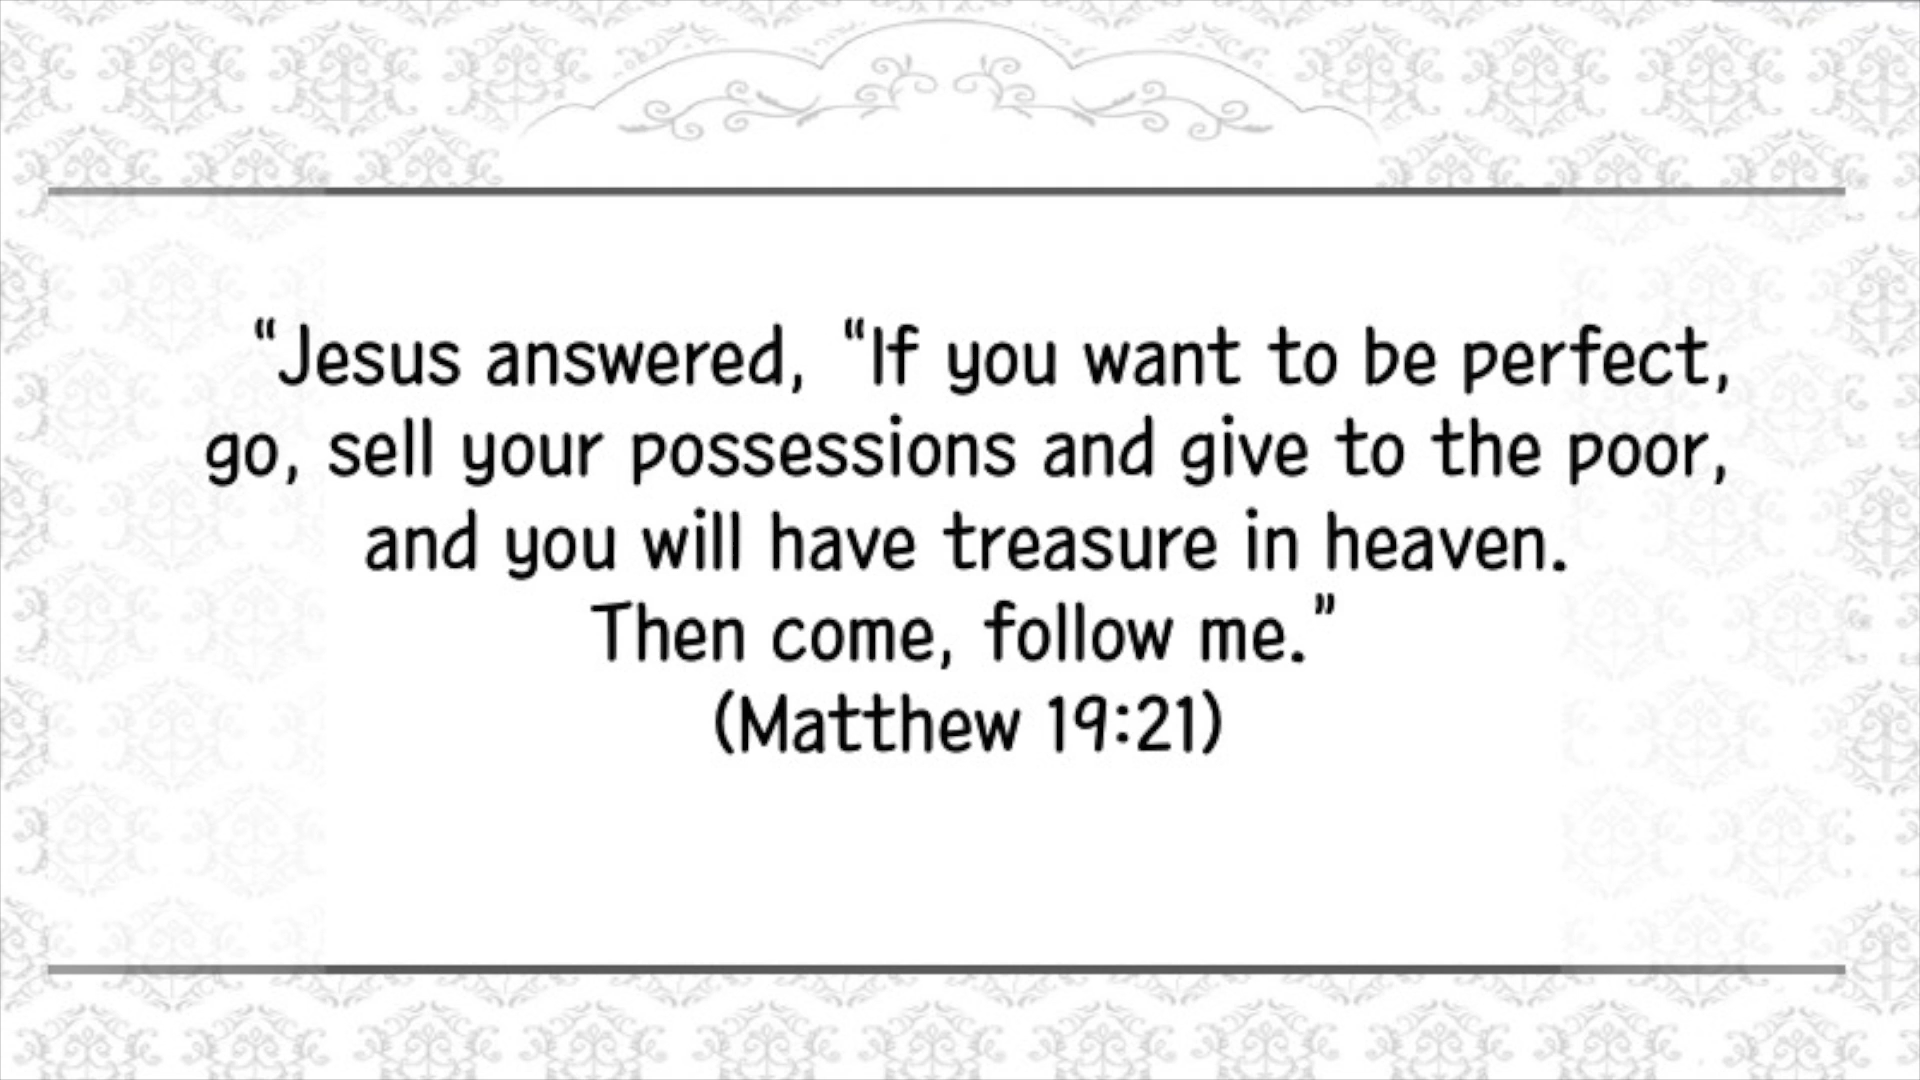 “Jesus answered, “If you want to be perfect,
go, sell your possessions and give to the poor,
and you will have treasure in heaven.
Then come, follow me.”
(Matthew 19:21)